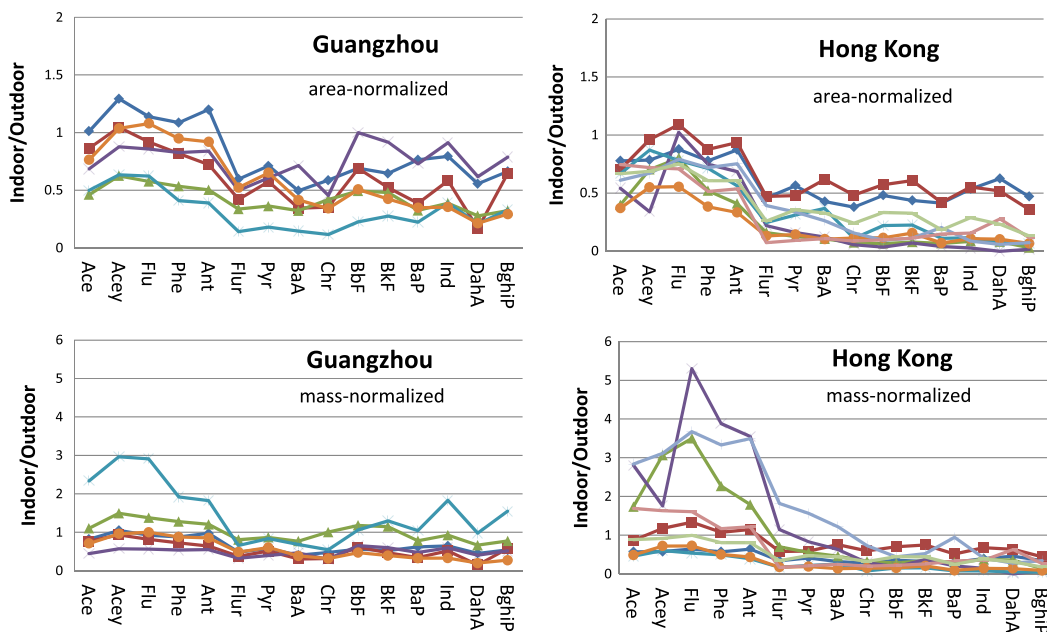 2
1.5
1
0.5
0
Indoor/Outdoor
Guangzhou
area-normalized
Ace
Acey
Flu
Phe
Ant
Flur
Pyr
BaA
Chr
BbF
BkF
BaP
Ind
DahA
BghiP
2
1.5
1
0.5
0
Indoor/Outdoor
Hong Kong
area-normalized
Ace
Acey
Flu
Phe
Ant
Flur
Pyr
BaA
Chr
BbF
BkF
BaP
Ind
DahA
BghiP
6
5
4
3
2
1
0
Indoor/Outdoor
Guangzhou
mass-normalized
Ace
Acey
Flu
Phe
Ant
Flur
Pyr
BaA
Chr
BbF
BkF
BaP
Ind
DahA
BghiP
6
5
4
3
2
1
0
Indoor/Outdoor
Hong Kong
mass-normalized
Ace
Acey
Flu
Phe
Ant
Flur
Pyr
BaA
Chr
BbF
BkF
BaP
Ind
DahA
BghiP